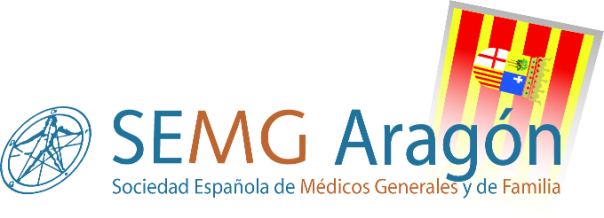 SEMG Aragón
Sociedad Española de Médicos Generales y de Familia